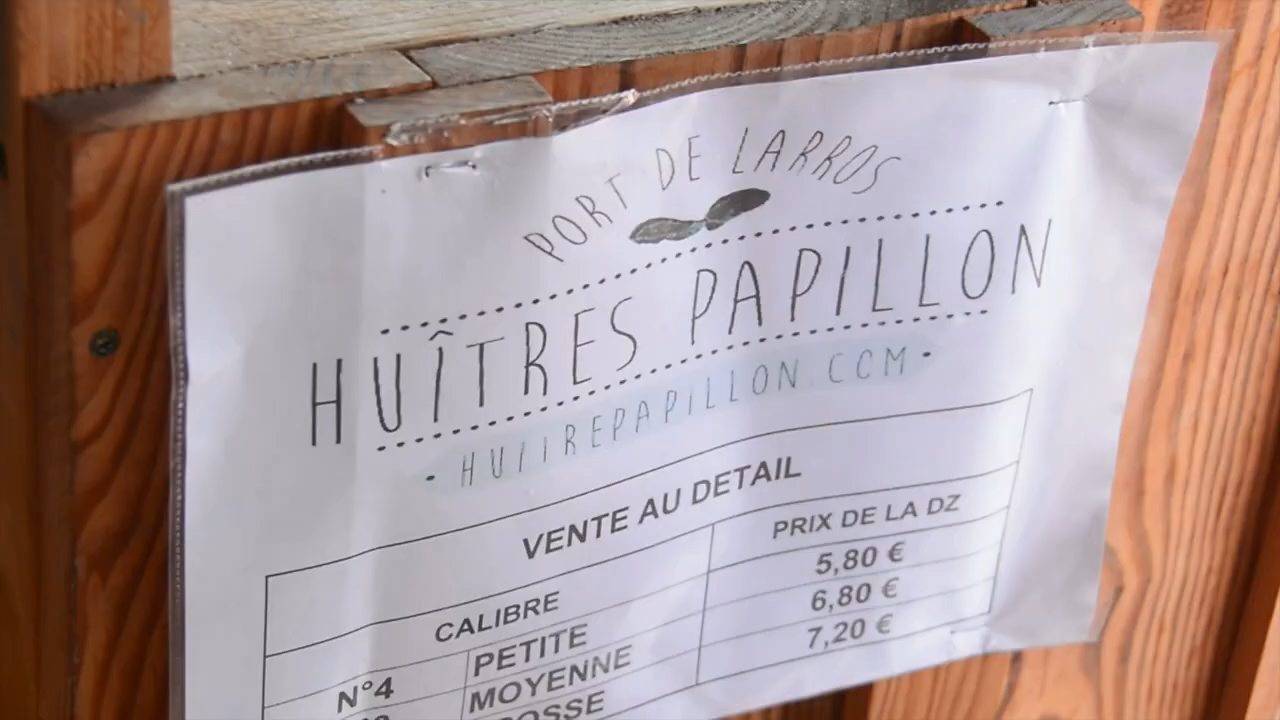 PORT DE LARROS
HUÎTRES PAPILLON
• HUITREPAPILLON.COM •
VENTE AU DETAIL
CALIBRE PRIX DE LA DZ
N°4 PETITE 5,80 €
MOYENNE 6,80 €
7,20 €